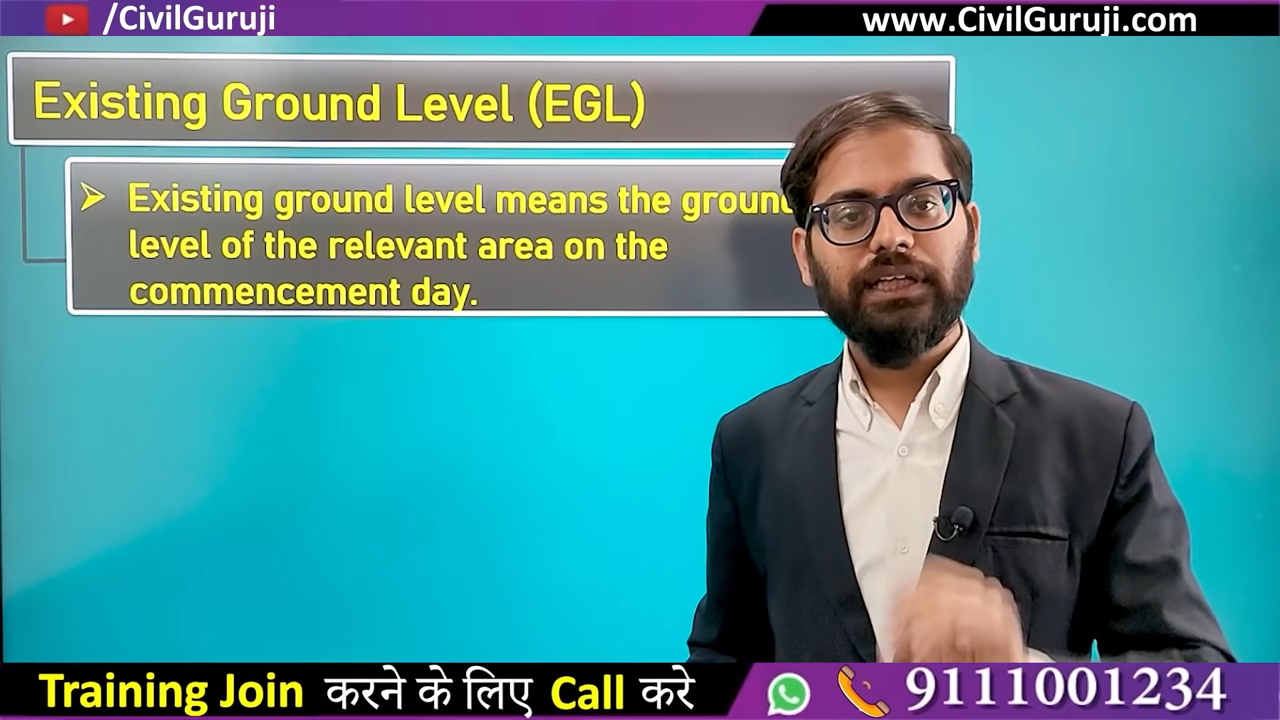 /CivilGuruji
www.CivilGuruji.com
Existing Ground Level (EGL)
Existing ground level means the ground
level of the relevant area on the
commencement day.
Training Join करने के लिए Call करे
9111001234